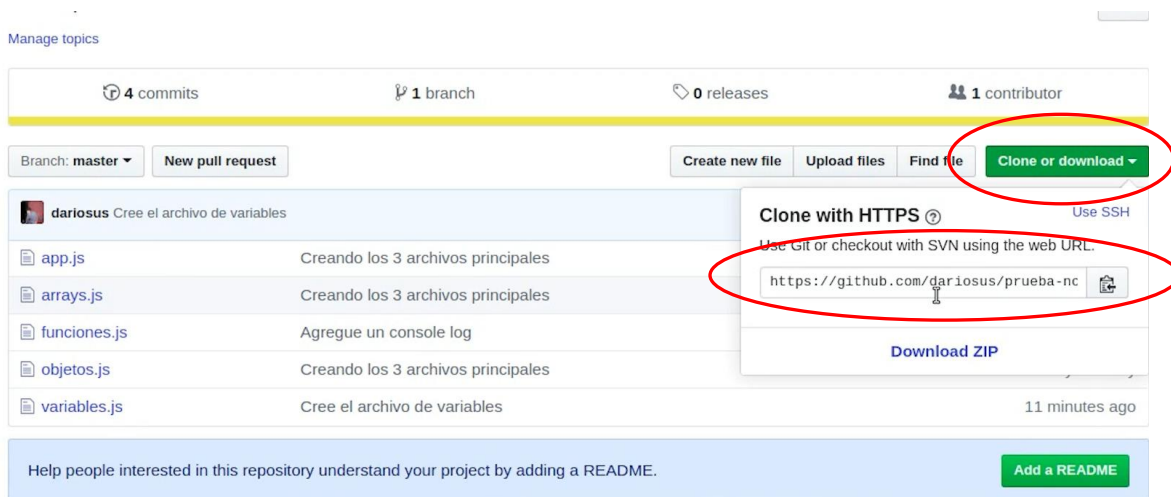 Manage topics
4 commits 1 branch 0 releases 1 contributor
Branch: master New pull request Create new file Upload files Find file Clone or download
dariosus Cree el archivo de variables
Clone with HTTPS ? Use SSH
Use Git or checkout with SVN using the web URL.
https://github.com/dariosus/prueba-nc
Download ZIP
app.js Creando los 3 archivos principales
arrays.js Creando los 3 archivos principales
funciones.js Agregue un console log
objetos.js Creando los 3 archivos principales
variables.js Cree el archivo de variables 11 minutes ago
Help people interested in this repository understand your project by adding a README. Add a README